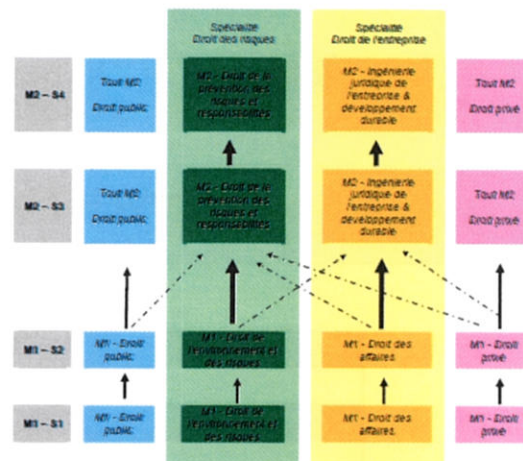 Spécialité
Droit des risques
Spécialité
Droit de l'entreprise
M2 – S4
Tout M2
Droit public
M2 - Droit de la
prévention des
risques et
responsabilités
M2 - Ingénierie
juridique de
l'entreprise &
développement
durable
Tout M2
Droit privé
M2 – S3
Tout M2
Droit public
M2 - Droit de la
prévention des
risques et
responsabilités
M2 - Ingénierie
juridique de
l'entreprise &
développement
durable
Tout M2
Droit privé
M1 – S2
M1 - Droit
public
M1 - Droit de
l'environnement et
des risques
M1 - Droit des
affaires
M1 - Droit
privé
M1 – S1
M1 - Droit
public
M1 - Droit de
l'environnement et
des risques
M1 - Droit des
affaires
M1 - Droit
privé